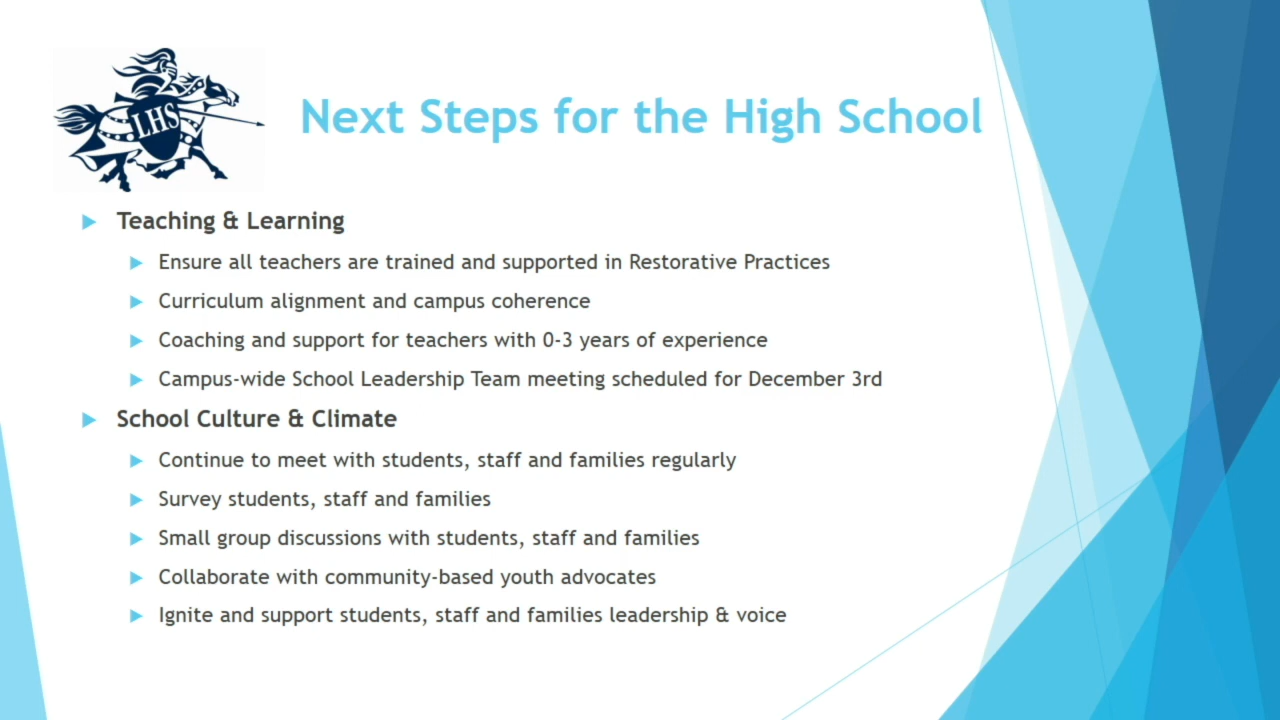 LHS
Next Steps for the High School
Teaching & Learning
Ensure all teachers are trained and supported in Restorative Practices
Curriculum alignment and campus coherence
Coaching and support for teachers with 0-3 years of experience
Campus-wide School Leadership Team meeting scheduled for December 3rd
School Culture & Climate
Continue to meet with students, staff and families regularly
Survey students, staff and families
Small group discussions with students, staff and families
Collaborate with community-based youth advocates
Ignite and support students, staff and families leadership & voice